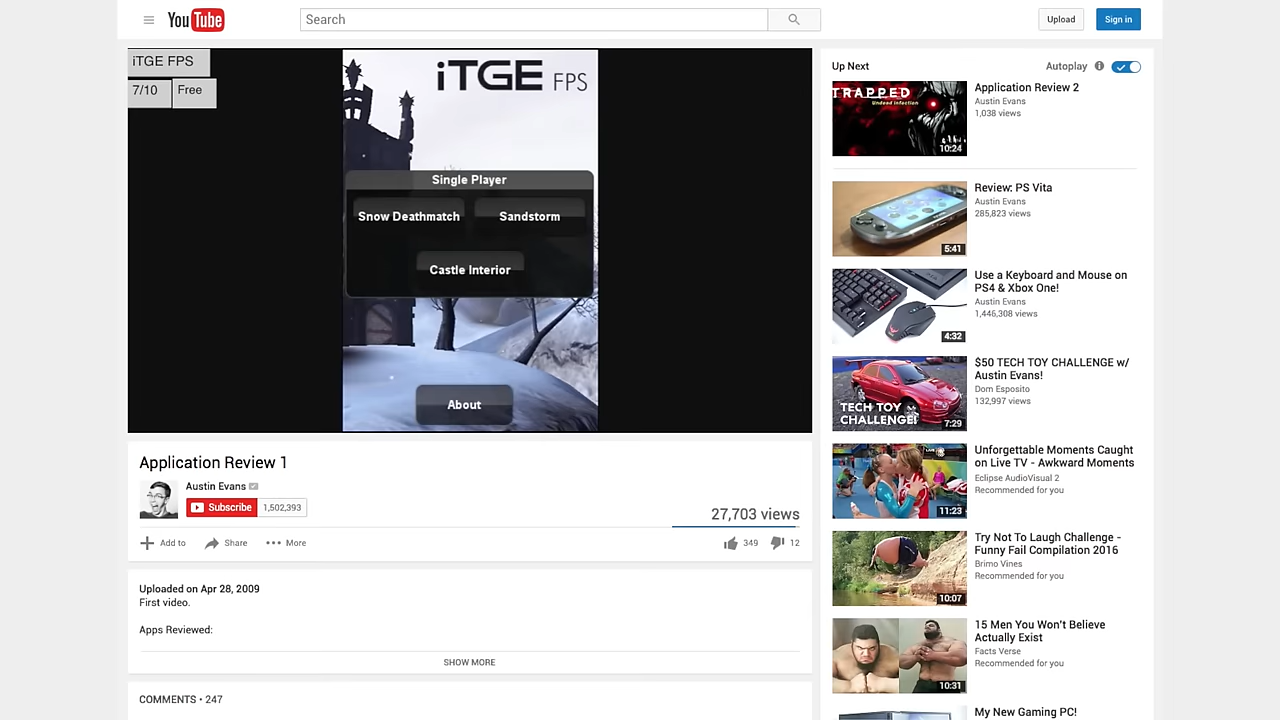 YouTube
Search
Upload
Sign in
iTGE FPS
7/10
Free
iTGE FPS
Single Player
Snow Deathmatch
Sandstorm
Castle Interior
About
Application Review 1
Austin Evans
Subscribe
1,502,393
27,703 views
Add to
Share
More
349
12
Uploaded on Apr 28, 2009
First video.
Apps Reviewed:
SHOW MORE
COMMENTS • 247
Up Next
Autoplay
TRAPPED
Undead Infection
10:24
Application Review 2
Austin Evans
1,038 views
5:41
Review: PS Vita
Austin Evans
285,823 views
4:32
Use a Keyboard and Mouse on
PS4 & Xbox One!
Austin Evans
1,446,308 views
TECH TOY
CHALLENGE!
7:29
$50 TECH TOY CHALLENGE w/
Austin Evans!
Dom Esposito
132,997 views
LIVE
11:23
Unforgettable Moments Caught
on Live TV - Awkward Moments
Eclipse AudioVisual 2
Recommended for you
10:07
Try Not To Laugh Challenge -
Funny Fail Compilation 2016
Brimo Vines
Recommended for you
10:31
15 Men You Won't Believe
Actually Exist
Facts Verse
Recommended for you
My New Gaming PC!